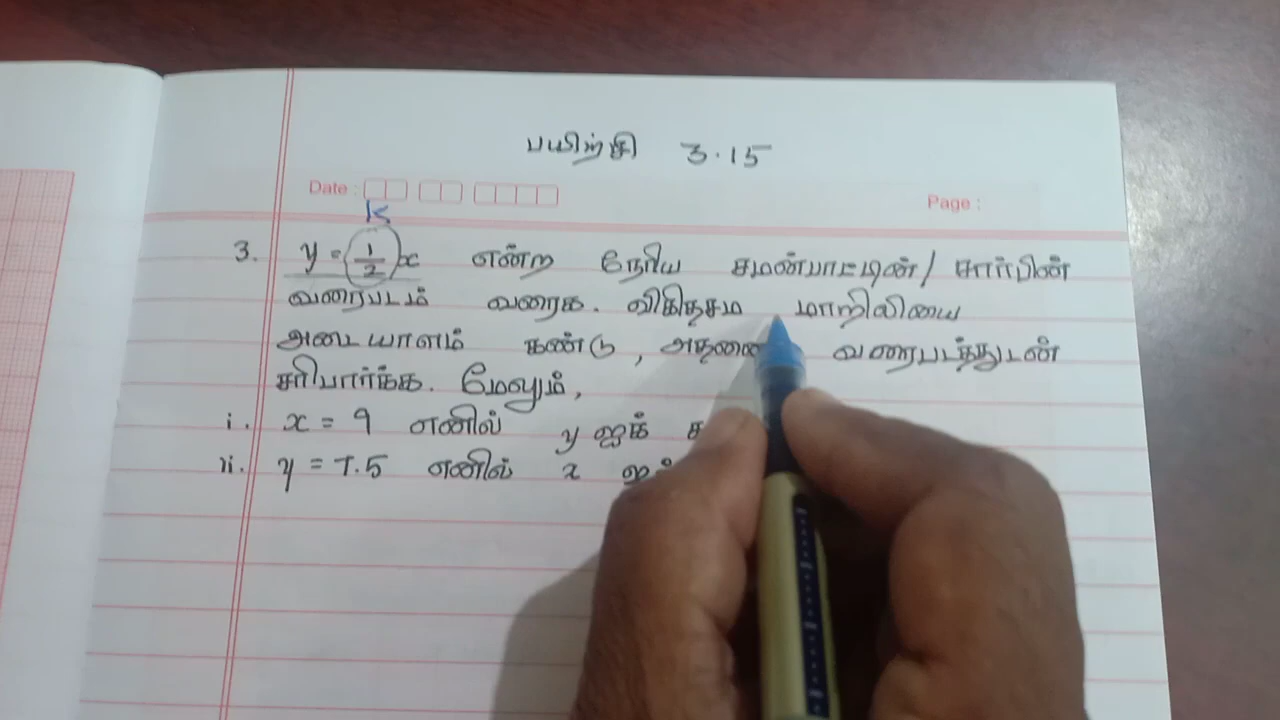 பயிற்சி 3.15
Date :
Page :
K
3. y = 1/2 x என்ற நேரிய சமன்பாட்டின் / சார்பின்
வரைபடம் வரைக. விகிதசம மாறிலியை
அடையாளம் கண்டு, அதனை வரைபடத்துடன்
சரிபார்க்க. மேலும்,
i. x = 9 எனில் y ஐக்
ii. y = 7.5 எனில் x